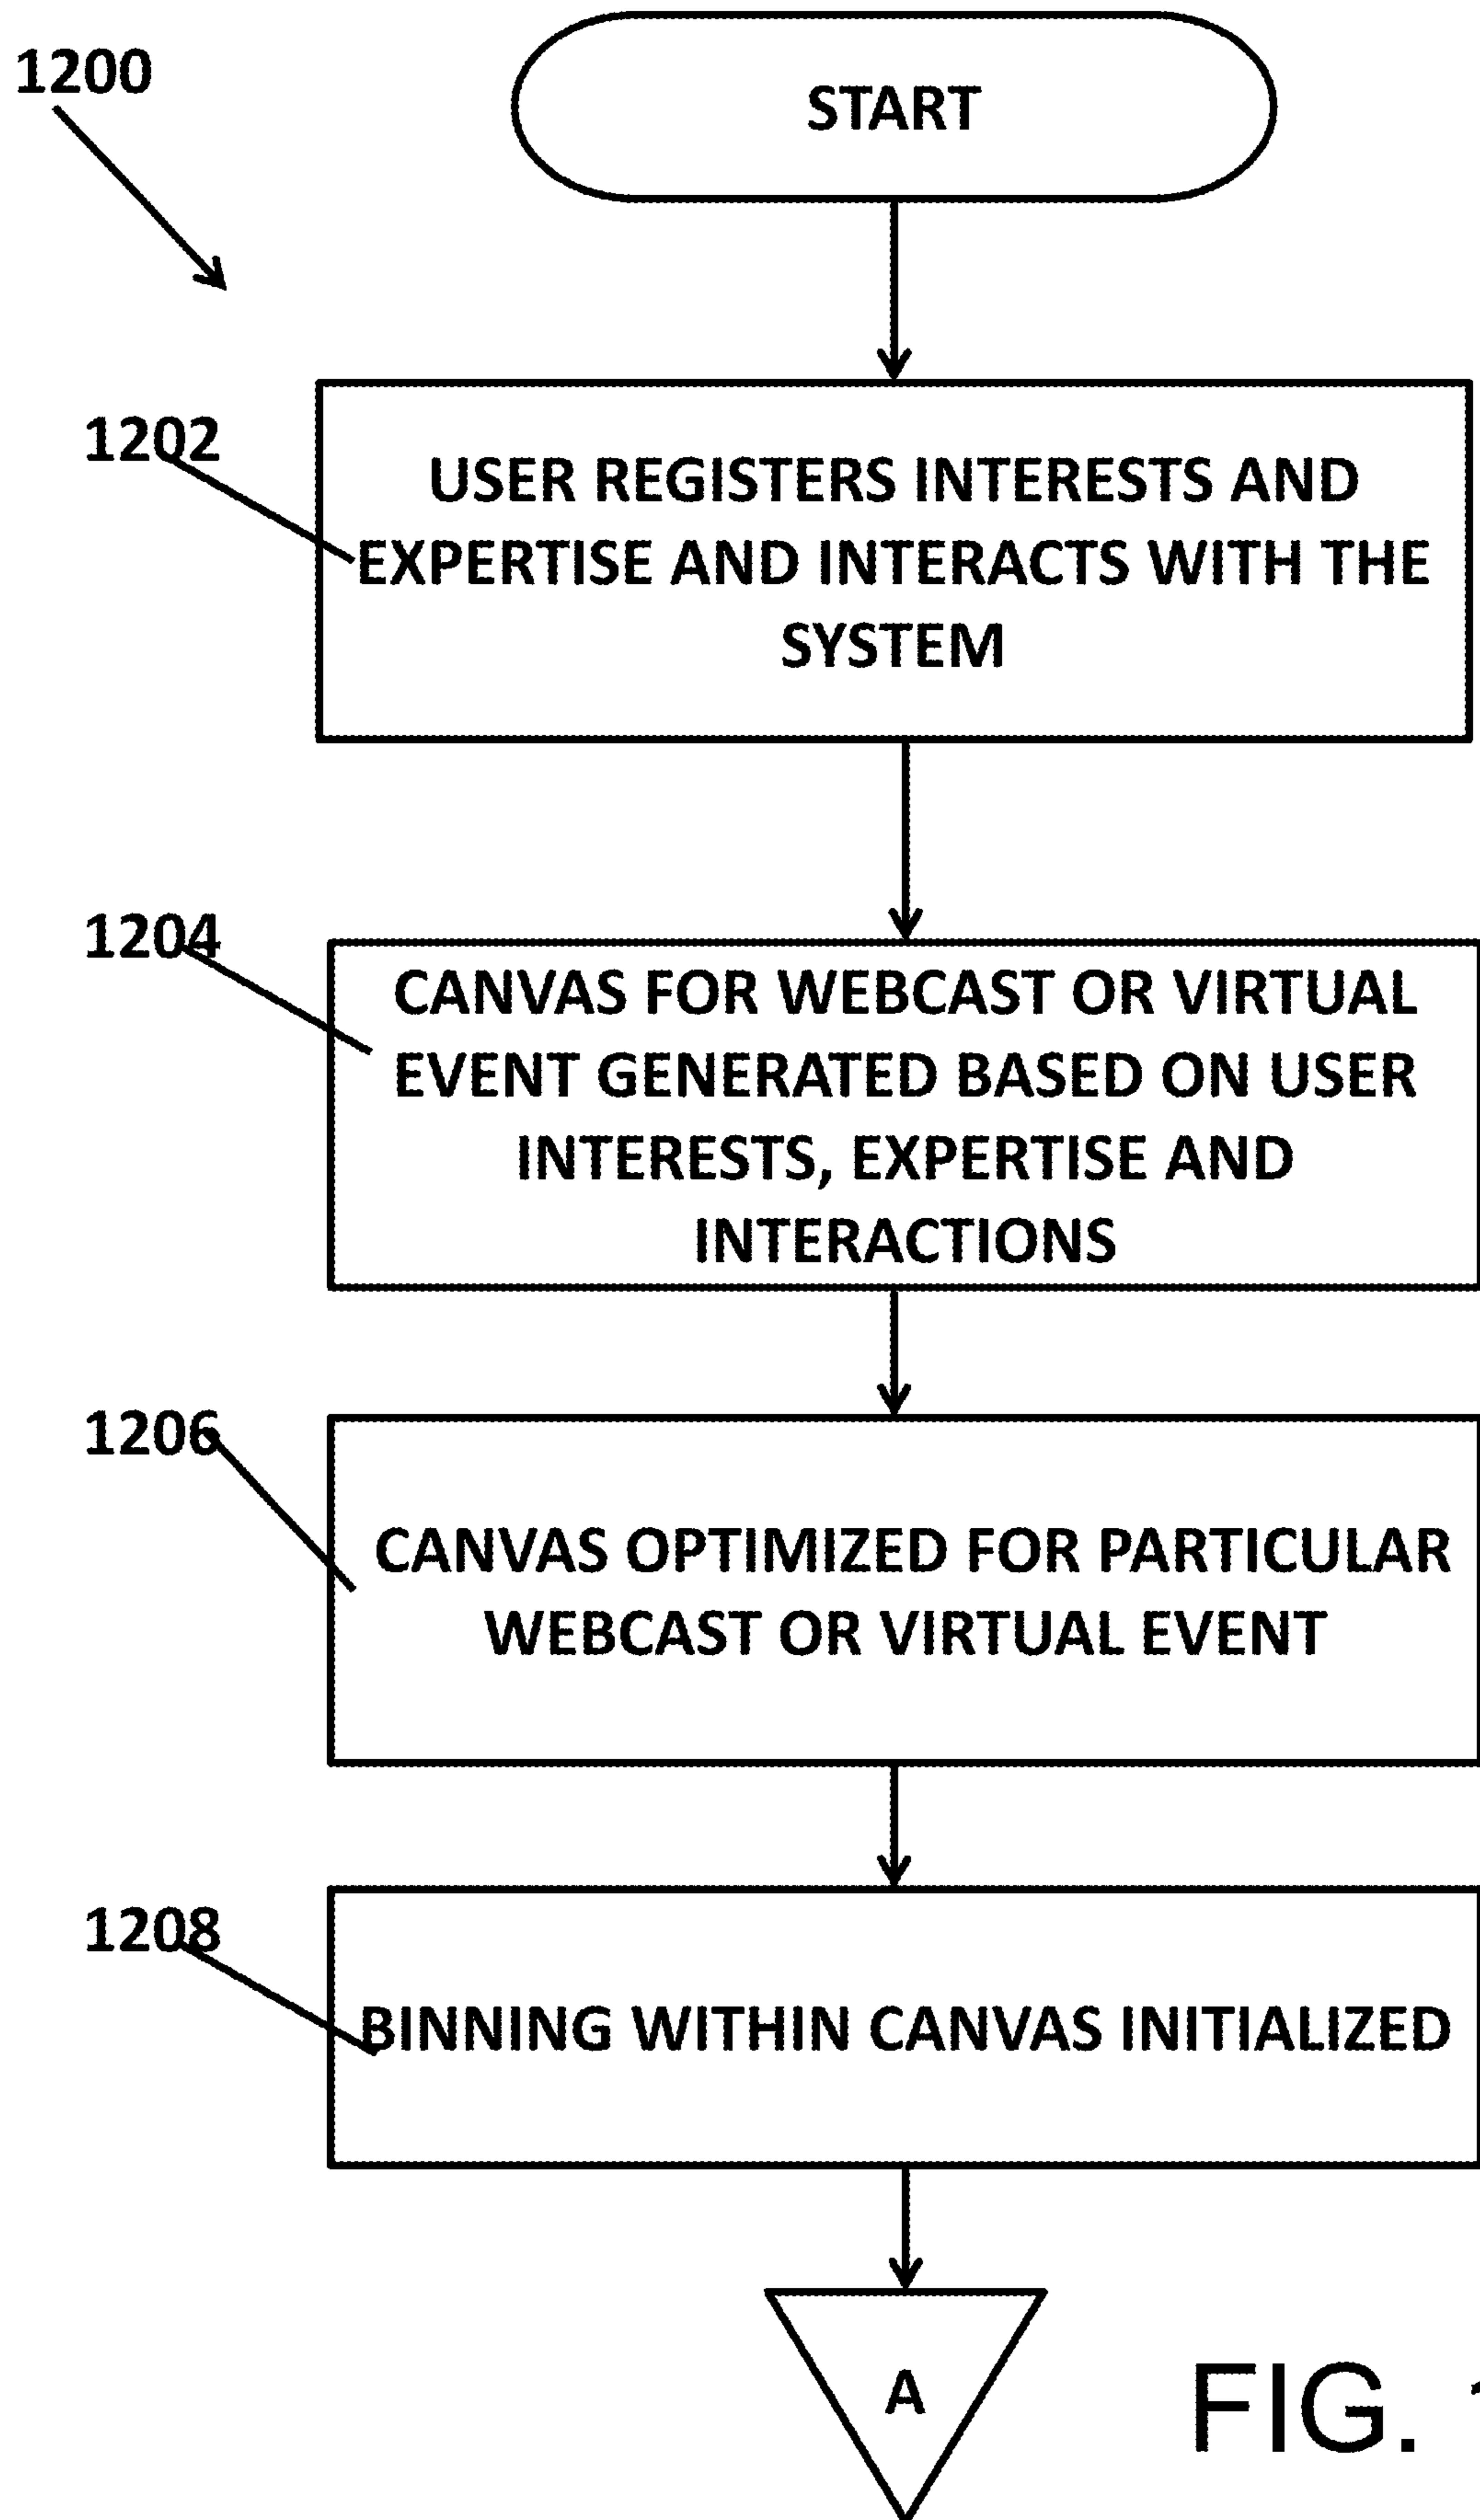 1200
START
1202
USER REGISTERS INTERESTS AND
EXPERTISE AND INTERACTS WITH THE
SYSTEM
1204
CANVAS FOR WEBCAST OR VIRTUAL
EVENT GENERATED BASED ON USER
INTERESTS, EXPERTISE AND
INTERACTIONS
1206
CANVAS OPTIMIZED FOR PARTICULAR
WEBCAST OR VIRTUAL EVENT
1208
BINNING WITHIN CANVAS INITIALIZED
A
FIG.